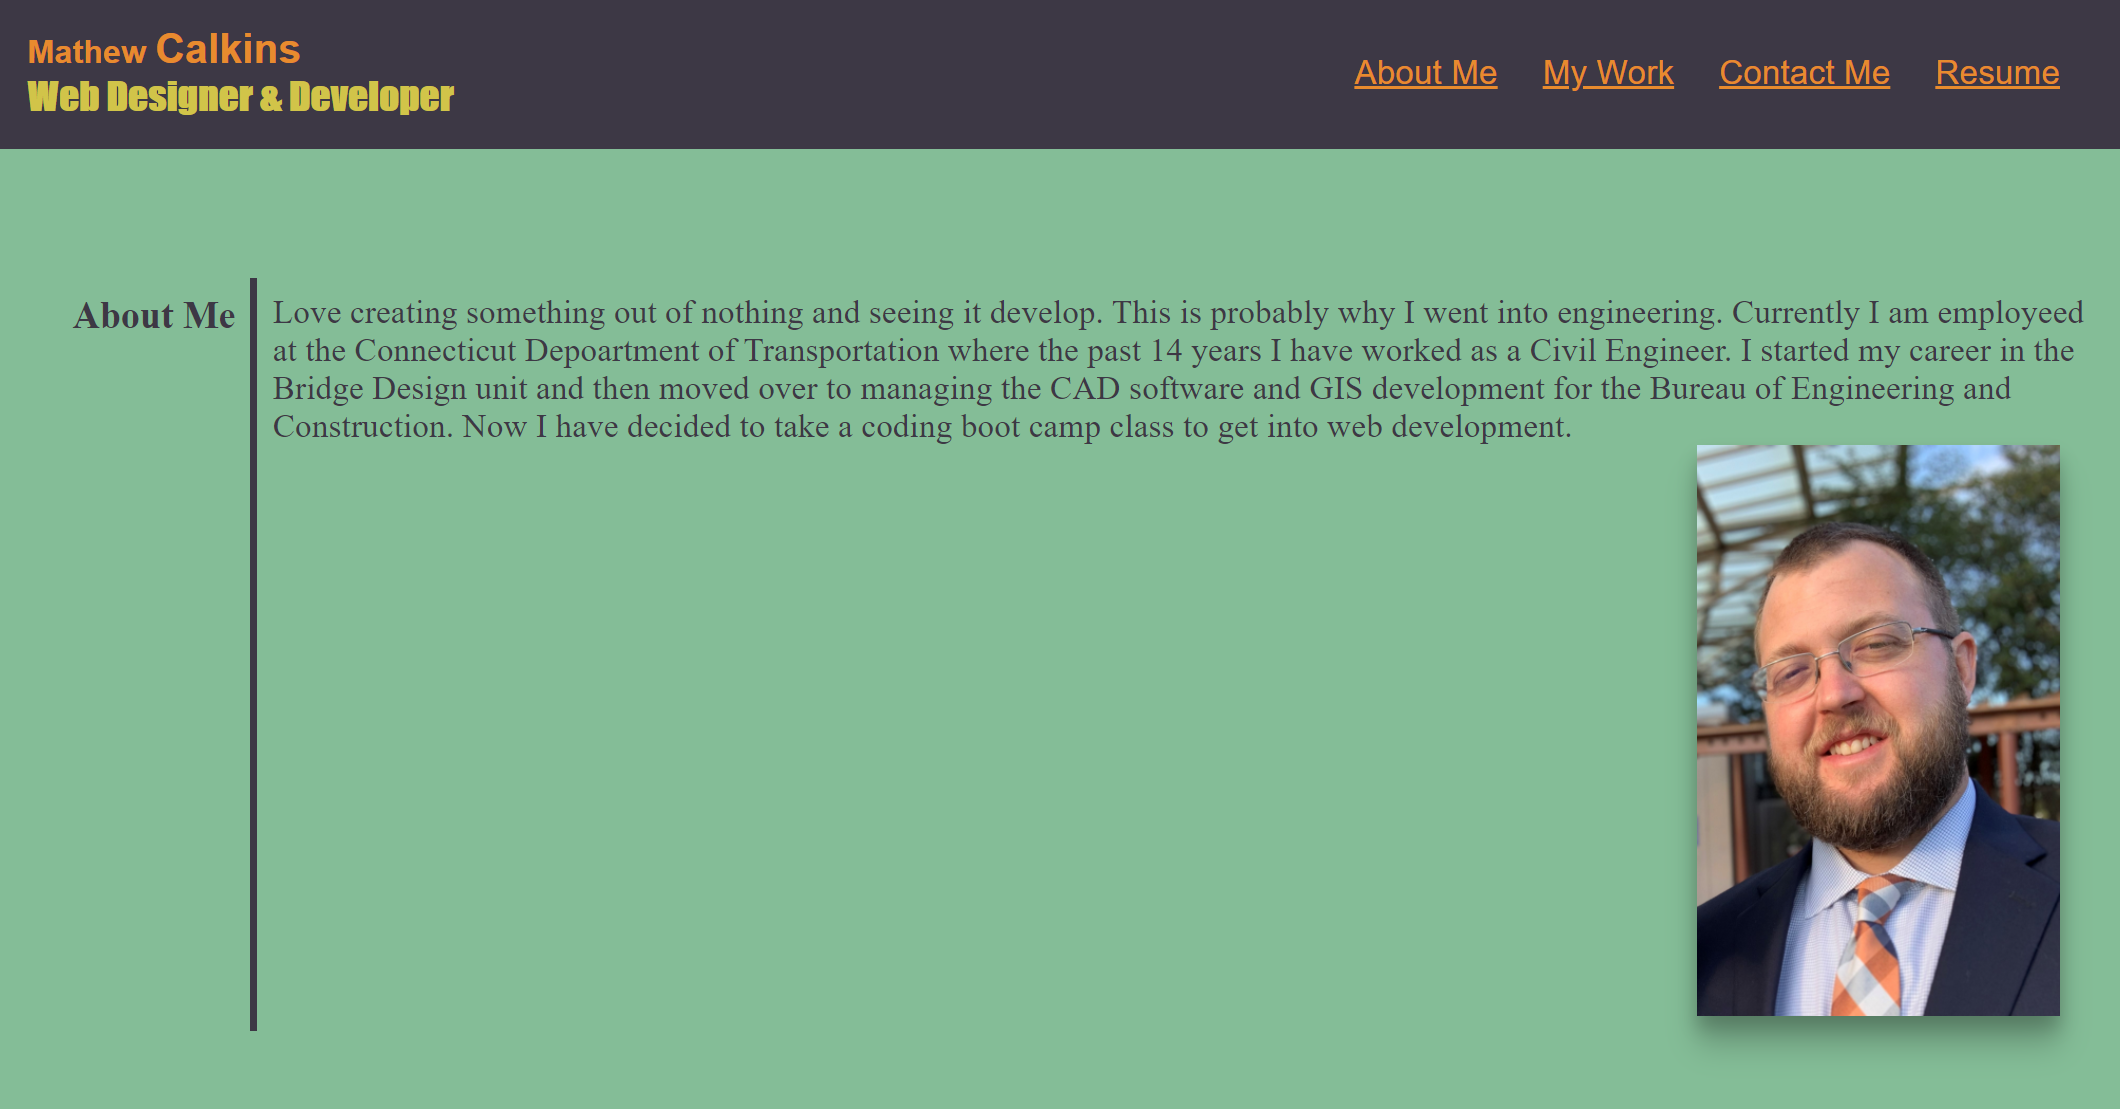 Mathew Calkins
Web Designer & Developer
About Me My Work Contact Me Resume
About Me
Love creating something out of nothing and seeing it develop. This is probably why I went into engineering. Currently I am employeed
at the Connecticut Depoartment of Transportation where the past 14 years I have worked as a Civil Engineer. I started my career in the
Bridge Design unit and then moved over to managing the CAD software and GIS development for the Bureau of Engineering and
Construction. Now I have decided to take a coding boot camp class to get into web development.